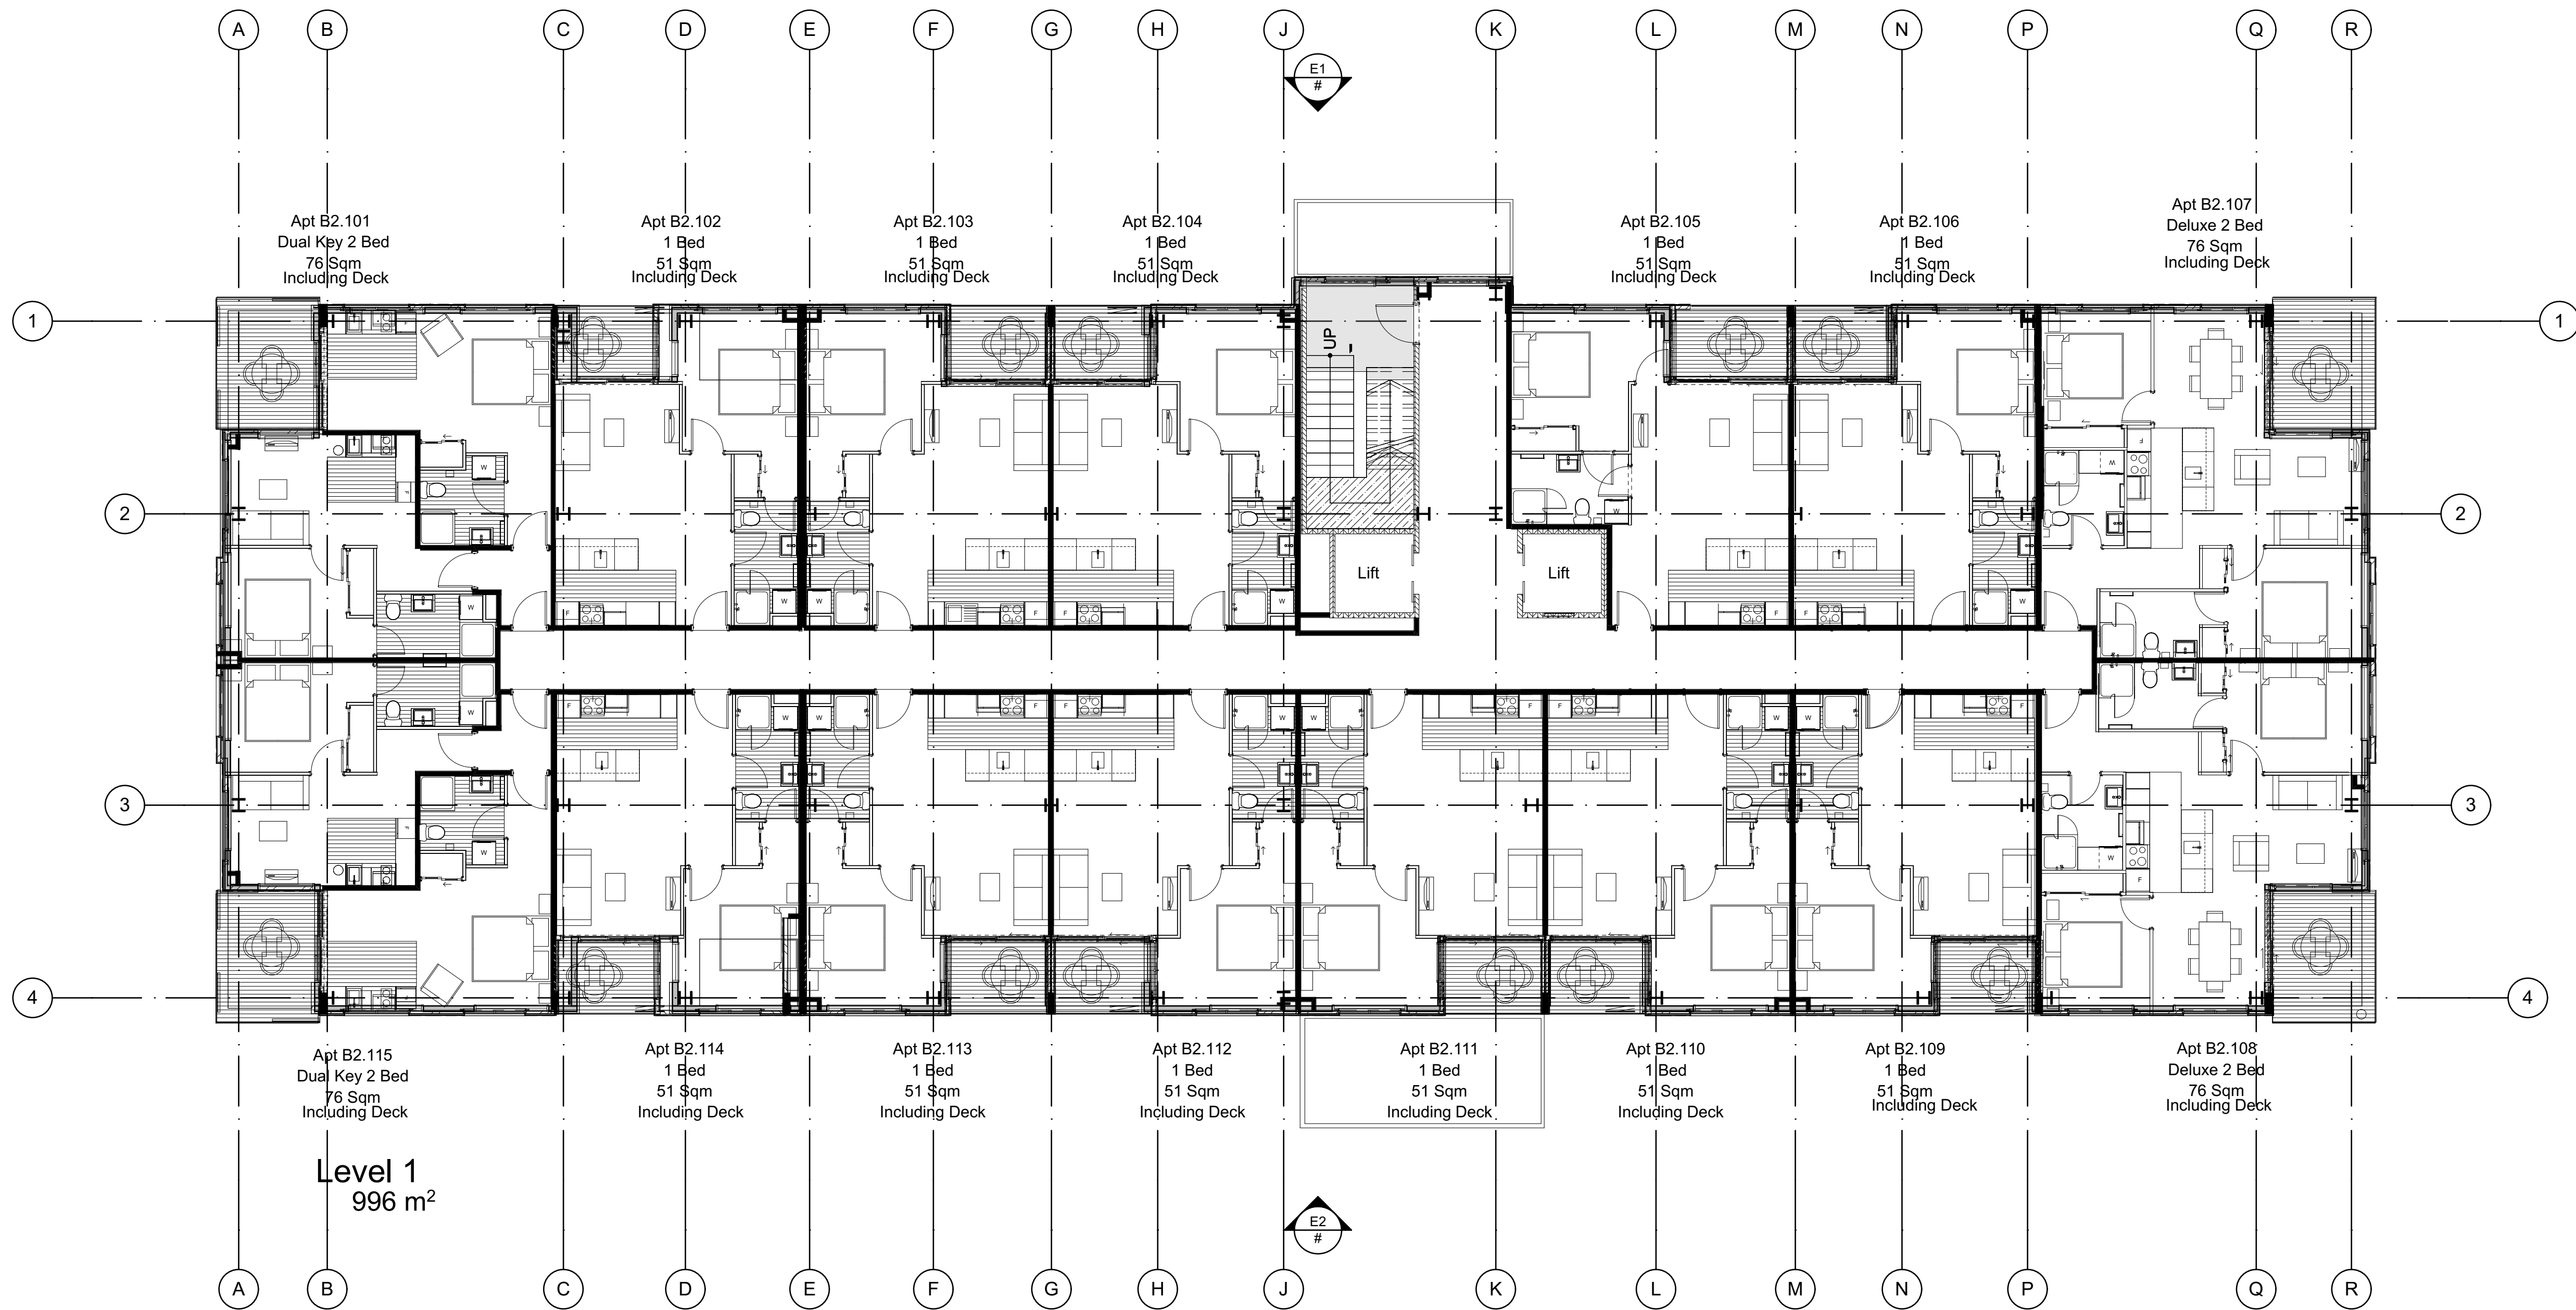 A B C D E F G H J K L M N P Q R
E1
#
Apt B2.101
Dual Key 2 Bed
76 Sqm
Including Deck
Apt B2.102
1 Bed
51 Sqm
Including Deck
Apt B2.103
1 Bed
51 Sqm
Including Deck
Apt B2.104
1 Bed
51 Sqm
Including Deck
Apt B2.105
1 Bed
51 Sqm
Including Deck
Apt B2.106
1 Bed
51 Sqm
Including Deck
Apt B2.107
Deluxe 2 Bed
76 Sqm
Including Deck
1 1
UP
2 2
Lift Lift
3 3
4 4
Apt B2.115
Dual Key 2 Bed
76 Sqm
Including Deck
Apt B2.114
1 Bed
51 Sqm
Including Deck
Apt B2.113
1 Bed
51 Sqm
Including Deck
Apt B2.112
1 Bed
51 Sqm
Including Deck
Apt B2.111
1 Bed
51 Sqm
Including Deck
Apt B2.110
1 Bed
51 Sqm
Including Deck
Apt B2.109
1 Bed
51 Sqm
Including Deck
Apt B2.108
Deluxe 2 Bed
76 Sqm
Including Deck
Level 1
996 m²
E2
#
A B C D E F G H J K L M N P Q R